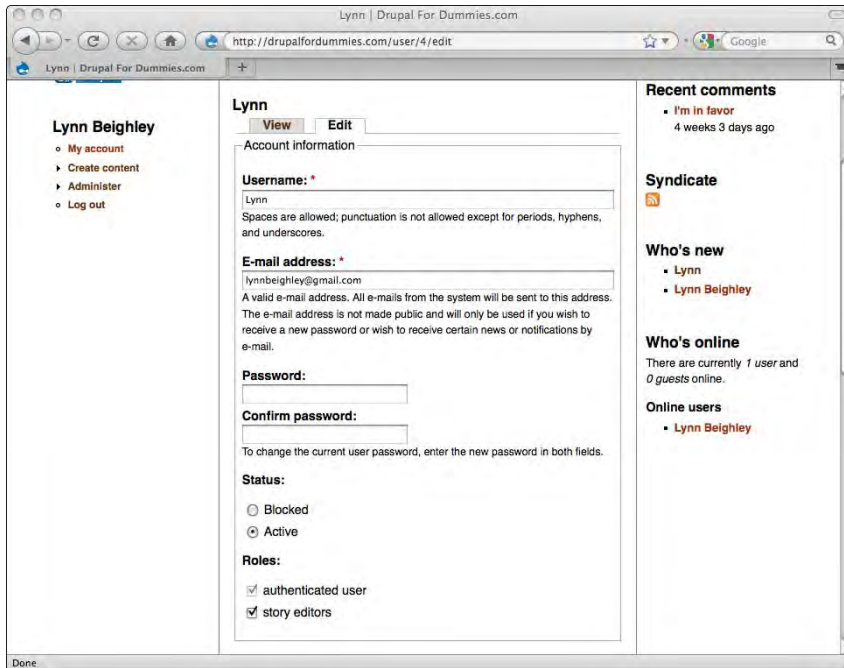 Lynn | Drupal For Dummies.com
http://drupalfordummies.com/user/4/edit
Google
Lynn | Drupal For Dummies.com
+
Lynn Beighley
My account
Create content
Administer
Log out
Lynn
View
Edit
Account information
Username: *
Lynn
Spaces are allowed; punctuation is not allowed except for periods, hyphens,
and underscores.
E-mail address: *
lynnbeighley@gmail.com
A valid e-mail address. All e-mails from the system will be sent to this address.
The e-mail address is not made public and will only be used if you wish to
receive a new password or wish to receive certain news or notifications by
e-mail.
Password:
Confirm password:
To change the current user password, enter the new password in both fields.
Status:
Blocked
Active
Roles:
authenticated user
story editors
Recent comments
I'm in favor
4 weeks 3 days ago
Syndicate
Who's new
Lynn
Lynn Beighley
Who's online
There are currently 1 user and
0 guests online.
Online users
Lynn Beighley
Done